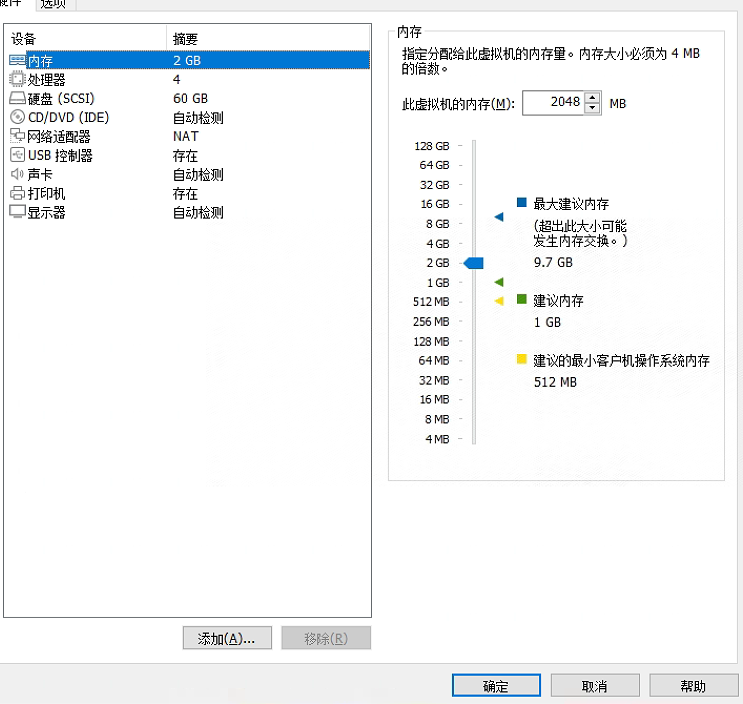 硬件 选项
设备 摘要
内存 2 GB
处理器 4
硬盘 (SCSI) 60 GB
CD/DVD (IDE) 自动检测
网络适配器 NAT
USB 控制器 存在
声卡 自动检测
打印机 存在
显示器 自动检测
添加(A)...
移除(R)
内存
指定分配给此虚拟机的内存量。内存大小必须为 4 MB
的倍数。
此虚拟机的内存(M): 2048 MB
128 GB
64 GB
32 GB
16 GB
8 GB
4 GB
2 GB
1 GB
512 MB
256 MB
128 MB
64 MB
32 MB
16 MB
8 MB
4 MB
最大建议内存
(超出此大小可能
发生内存交换。)
9.7 GB
建议内存
1 GB
建议的最小客户机操作系统内存
512 MB
确定
取消
帮助